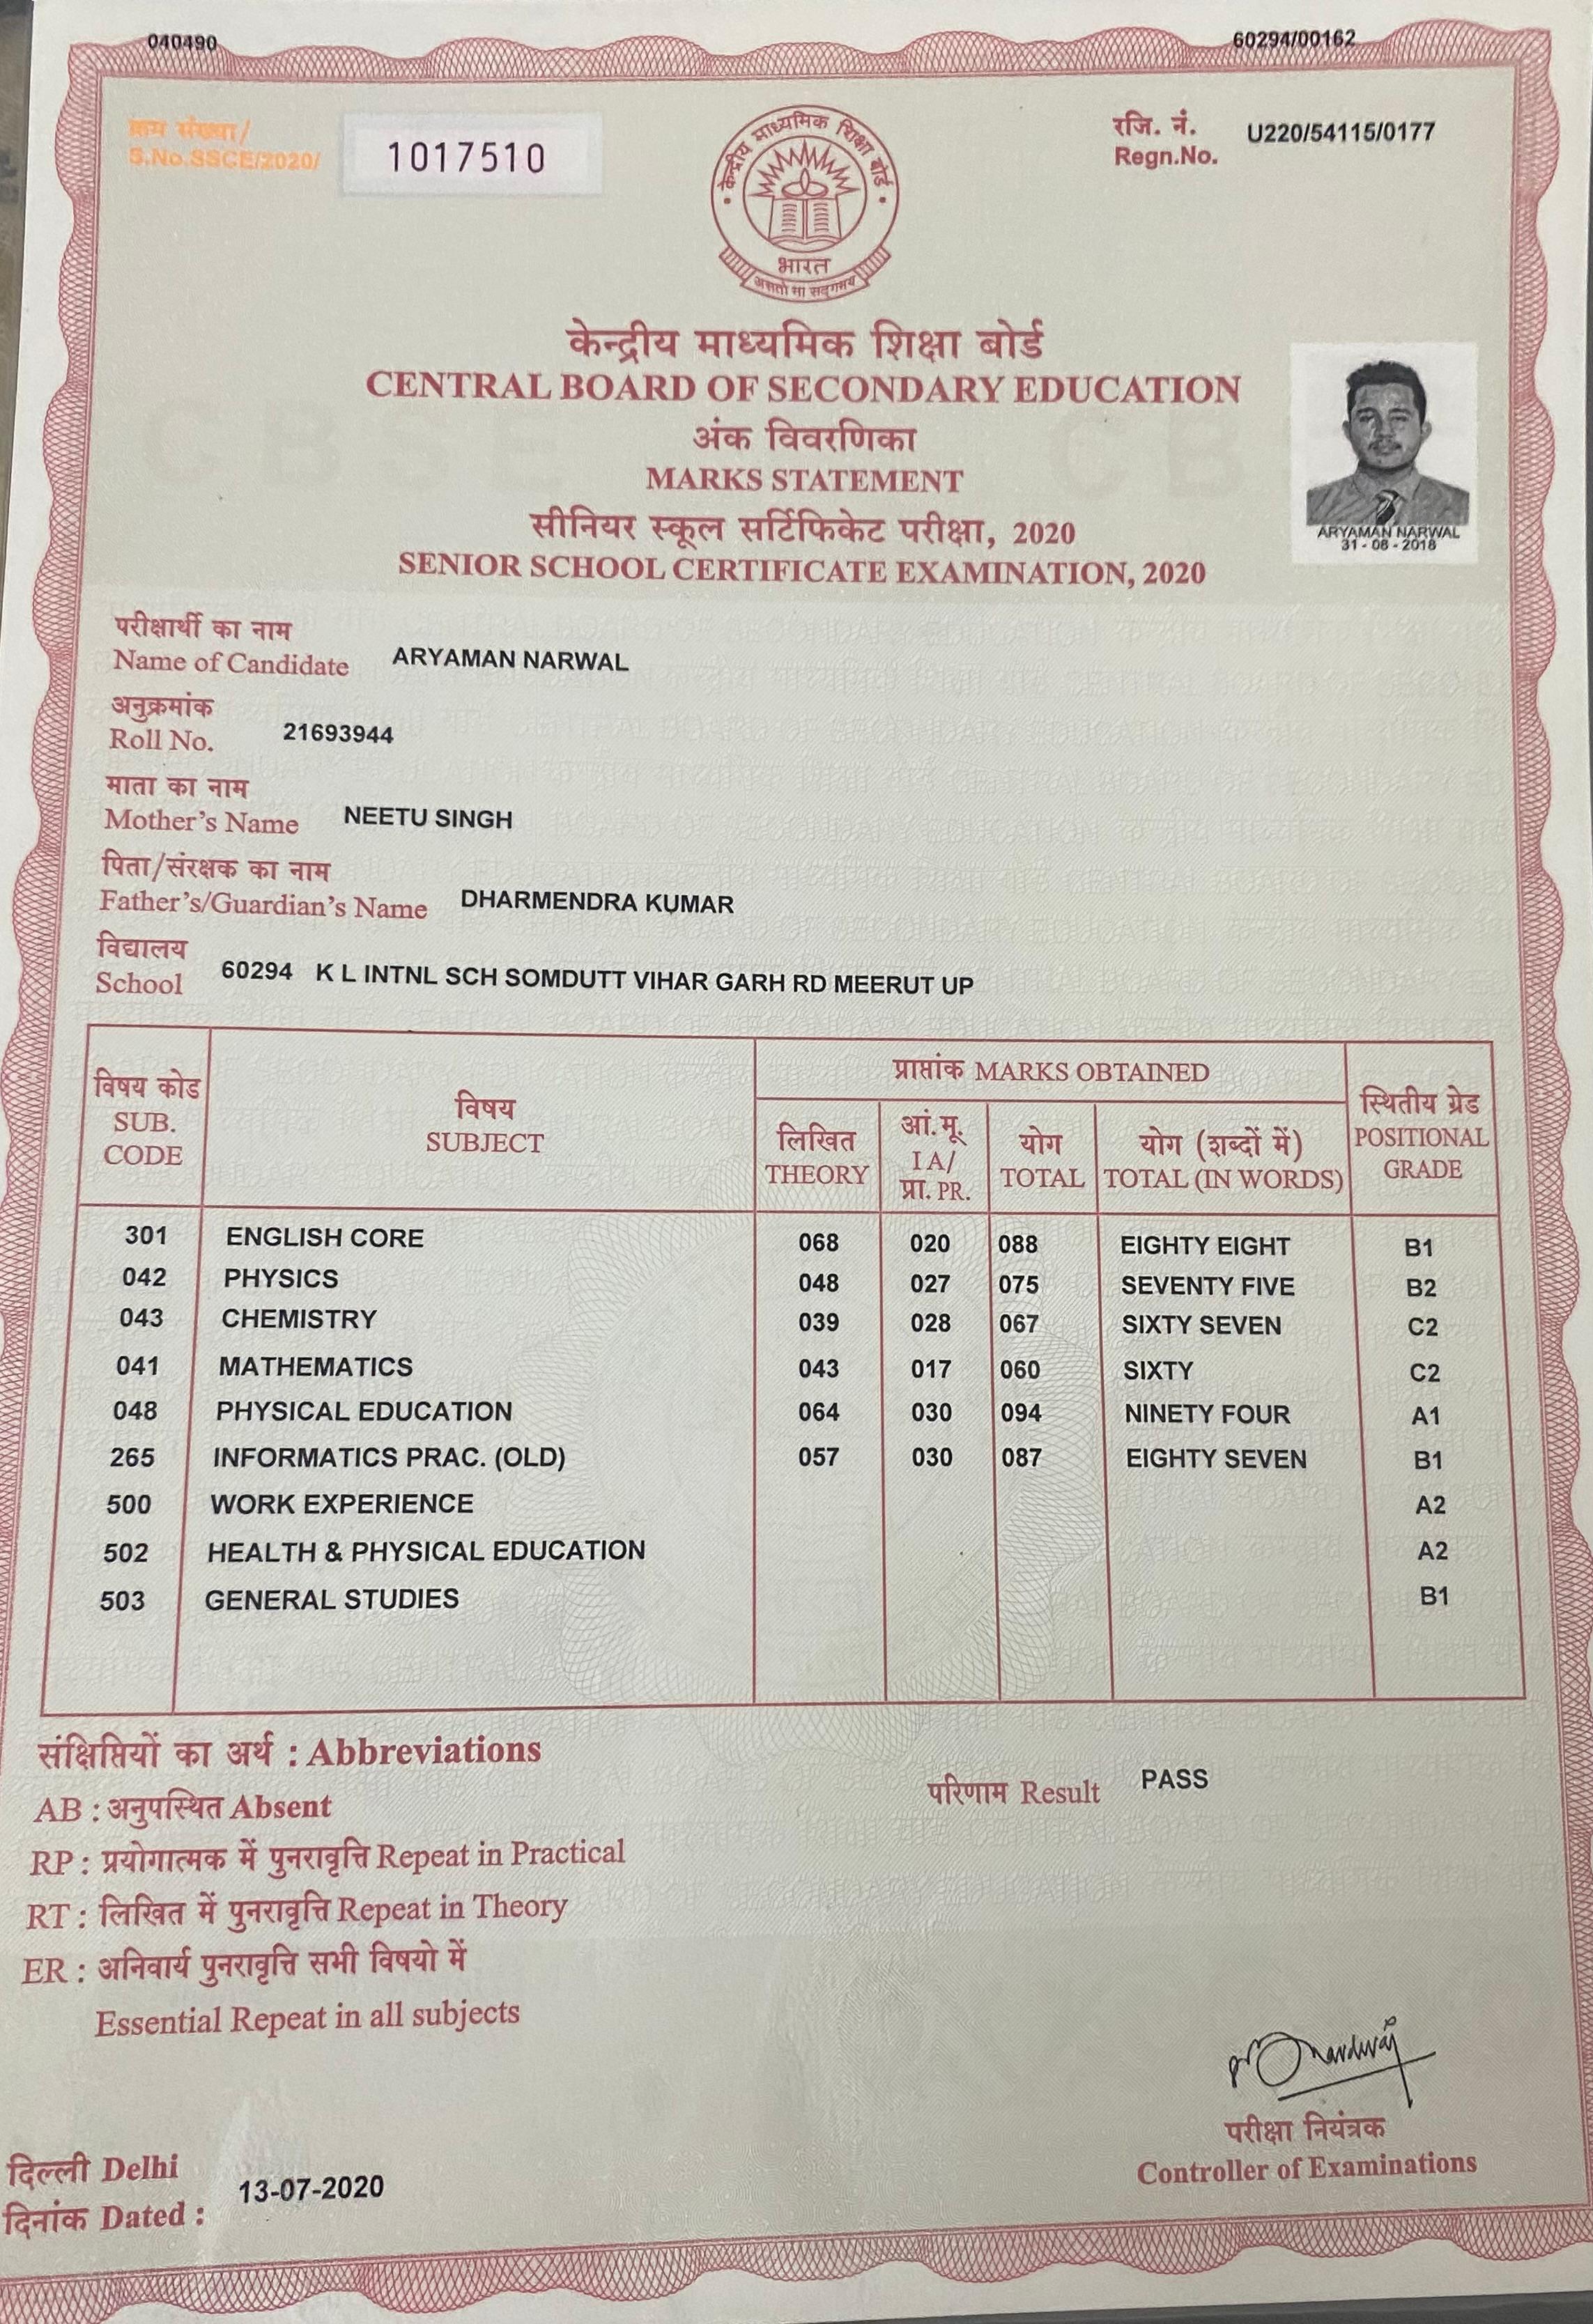 040490
60294/00162
क्रम संख्या/
S.No.SSCE/2020/
1017510
रजि. नं.
Regn.No.
U220/54115/0177
केन्द्रीय माध्यमिक शिक्षा बोर्ड
भारत
असतो मा सद्गमय
केन्द्रीय माध्यमिक शिक्षा बोर्ड
CENTRAL BOARD OF SECONDARY EDUCATION
अंक विवरणिका
MARKS STATEMENT
सीनियर स्कूल सर्टिफिकेट परीक्षा, 2020
SENIOR SCHOOL CERTIFICATE EXAMINATION, 2020
ARYAMAN NARWAL
31-08-2018
परीक्षार्थी का नाम
Name of Candidate ARYAMAN NARWAL
अनुक्रमांक
Roll No. 21693944
माता का नाम
Mother's Name NEETU SINGH
पिता/संरक्षक का नाम
Father's/Guardian's Name DHARMENDRA KUMAR
विद्यालय
School 60294 K L INTNL SCH SOMDUTT VIHAR GARH RD MEERUT UP
विषय कोड
SUB.
CODE
विषय
SUBJECT
प्राप्तांक MARKS OBTAINED
लिखित
THEORY
आं.मू.
I A/
प्रा. PR.
योग
TOTAL
योग (शब्दों में)
TOTAL (IN WORDS)
स्थितीय ग्रेड
POSITIONAL
GRADE
301 ENGLISH CORE 068 020 088 EIGHTY EIGHT B1
042 PHYSICS 048 027 075 SEVENTY FIVE B2
043 CHEMISTRY 039 028 067 SIXTY SEVEN C2
041 MATHEMATICS 043 017 060 SIXTY C2
048 PHYSICAL EDUCATION 064 030 094 NINETY FOUR A1
265 INFORMATICS PRAC. (OLD) 057 030 087 EIGHTY SEVEN B1
500 WORK EXPERIENCE A2
502 HEALTH & PHYSICAL EDUCATION A2
503 GENERAL STUDIES B1
संक्षिप्तियों का अर्थ : Abbreviations
AB : अनुपस्थित Absent
RP : प्रयोगात्मक में पुनरावृत्ति Repeat in Practical
RT : लिखित में पुनरावृत्ति Repeat in Theory
ER : अनिवार्य पुनरावृत्ति सभी विषयो में
Essential Repeat in all subjects
परिणाम Result PASS
परीक्षा नियंत्रक
Controller of Examinations
दिल्ली Delhi
दिनांक Dated : 13-07-2020